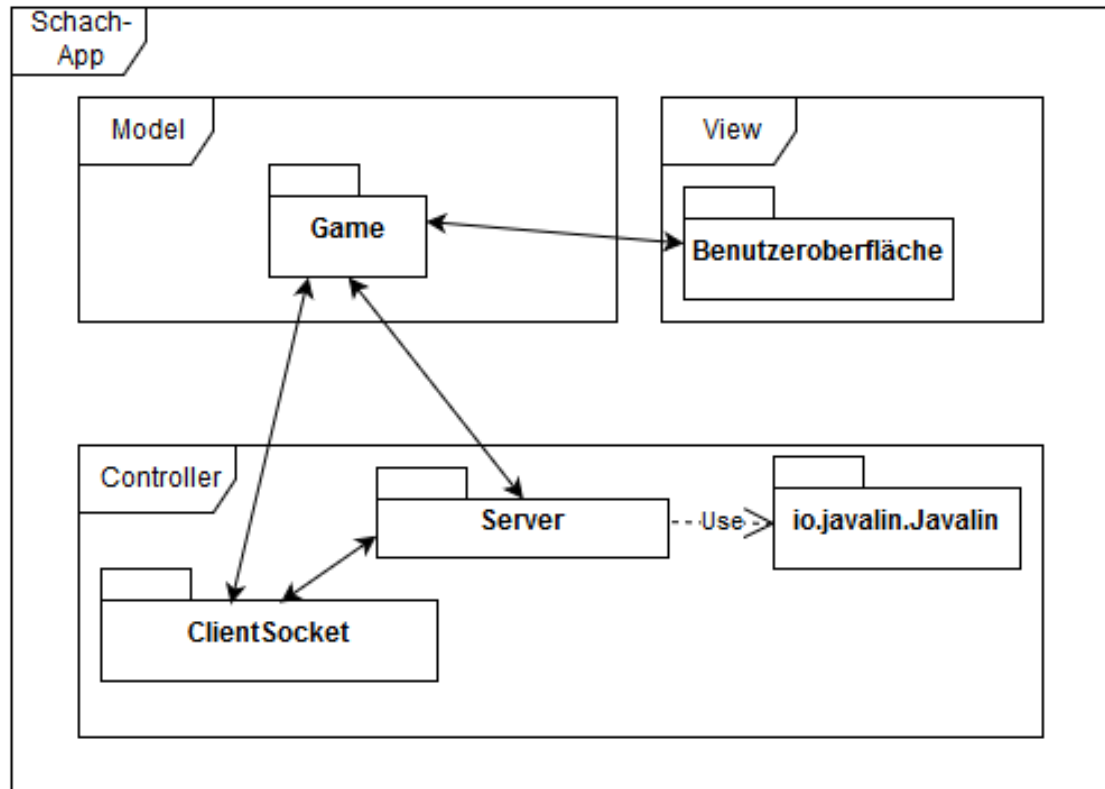 Schach-
App
Model
View
Game
Benutzeroberfläche
Controller
Server
Use
io.javalin.Javalin
ClientSocket